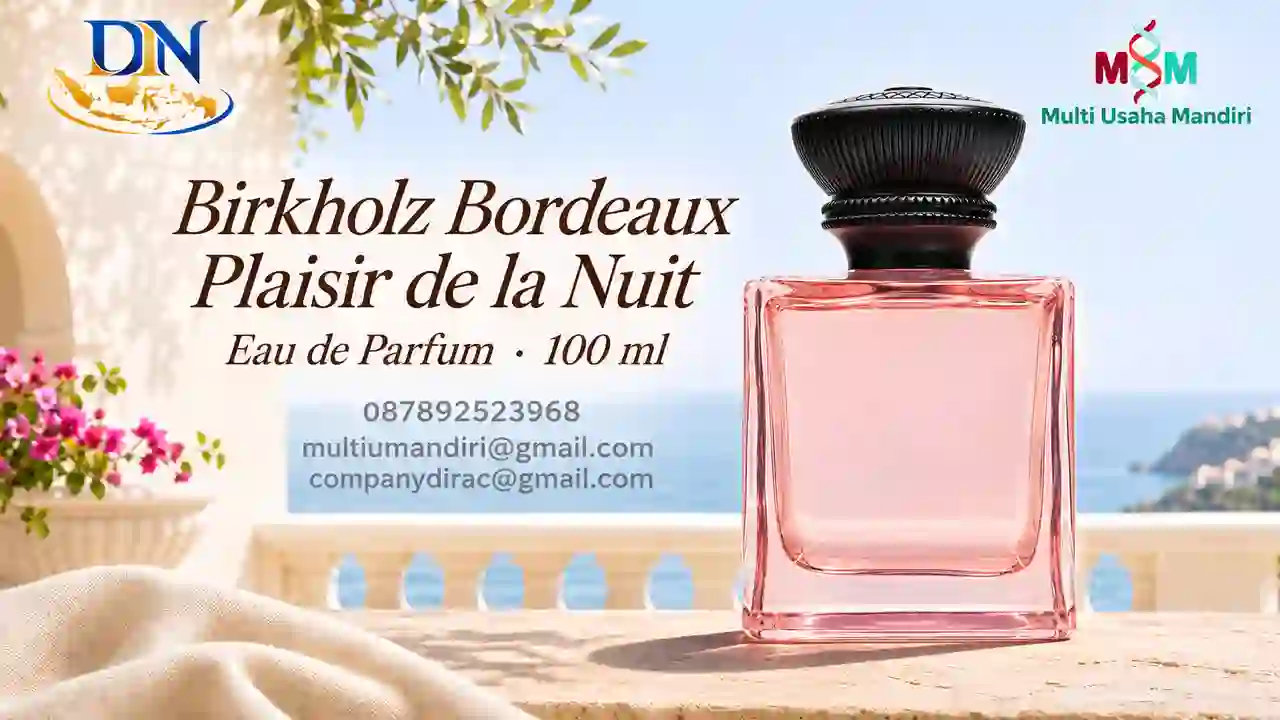 DN
MSM
Multi Usaha Mandiri
Birkholz Bordeaux
Plaisir de la Nuit
Eau de Parfum · 100 ml
087892523968
multiumandiri@gmail.com
companydirac@gmail.com